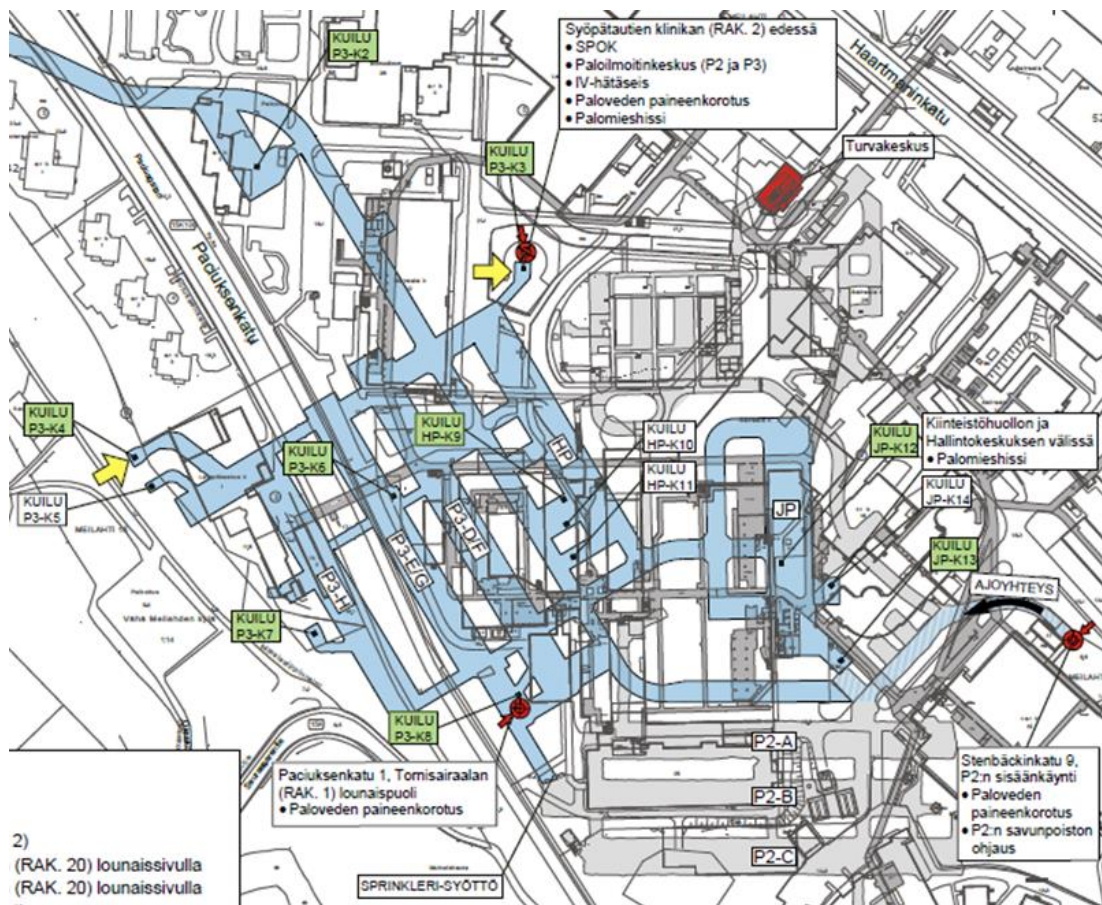 KUILU
P3-K2
Syöpätautien klinikan (RAK. 2) edessä
• SPOK
• Paloilmoitinkeskus (P2 ja P3)
• IV-hätäseis
• Paloveden paineenkorotus
• Palomieshissi
Haartmaninkatu
KUILU
P3-K3
Turvakeskus
Paciuksenkatu
KUILU
P3-K4
KUILU
P3-K5
KUILU
P3-K6
KUILU
HP-K9
HP
KUILU
HP-K10
KUILU
HP-K11
KUILU
JP-K12
Kiinteistöhuollon ja
Hallintokeskuksen välissä
• Palomieshissi
KUILU
JP-K14
KUILU
JP-K13
JP
AJOYHTEYS
P3-D/F
P3-E/G
P3-H
MEILAHTI
KUILU
P3-K7
KUILU
P3-K8
Paciuksenkatu 1, Tornisairaalan
(RAK. 1) lounaispuoli
• Paloveden paineenkorotus
P2-A
P2-B
P2-C
Stenbäckinkatu 9,
P2:n sisäänkäynti
• Paloveden
paineenkorotus
• P2:n savunpoiston
ohjaus
SPRINKLERI-SYÖTTÖ
2)
(RAK. 20) lounaissivulla
(RAK. 20) lounaissivulla